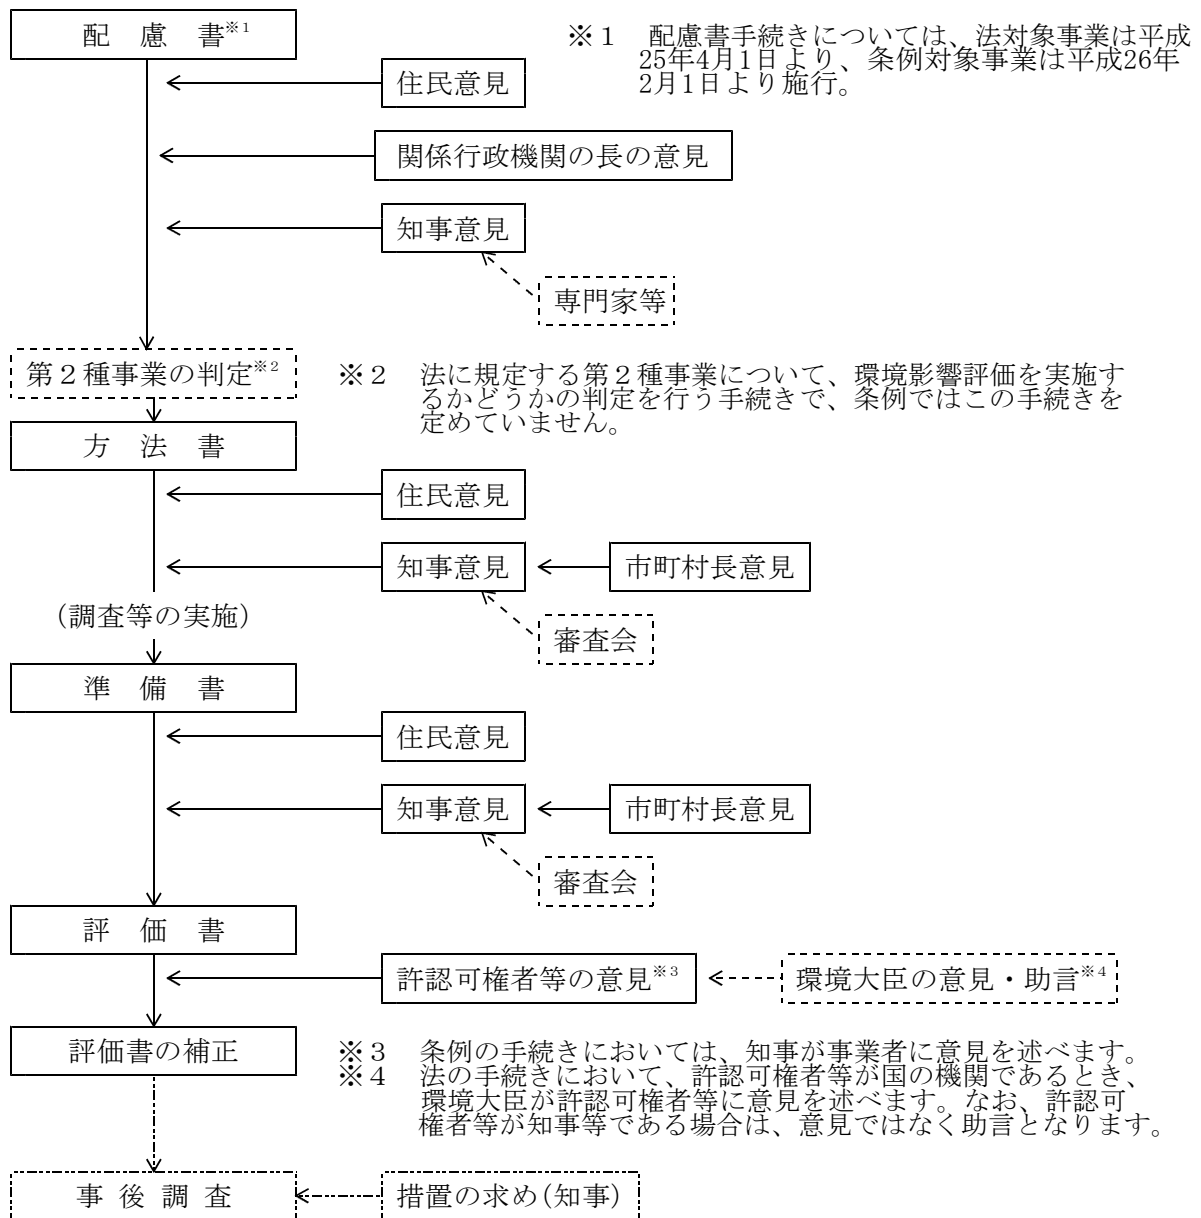 配　慮　書※1
※１　配慮書手続きについては、法対象事業は平成
25年4月1日より、条例対象事業は平成26年
2月1日より施行。
住民意見
関係行政機関の長の意見
知事意見
専門家等
第２種事業の判定※2
※２　法に規定する第２種事業について、環境影響評価を実施す
るかどうかの判定を行う手続きで、条例ではこの手続きを
定めていません。
方　法　書
住民意見
知事意見
市町村長意見
(調査等の実施)
審査会
準　備　書
住民意見
知事意見
市町村長意見
審査会
評　価　書
許認可権者等の意見※3
環境大臣の意見・助言※4
評価書の補正
※３　条例の手続きにおいては、知事が事業者に意見を述べます。
※４　法の手続きにおいて、許認可権者等が国の機関であるとき、
環境大臣が許認可権者等に意見を述べます。なお、許認可
権者等が知事等である場合は、意見ではなく助言となります。
事 後 調 査
措置の求め(知事)